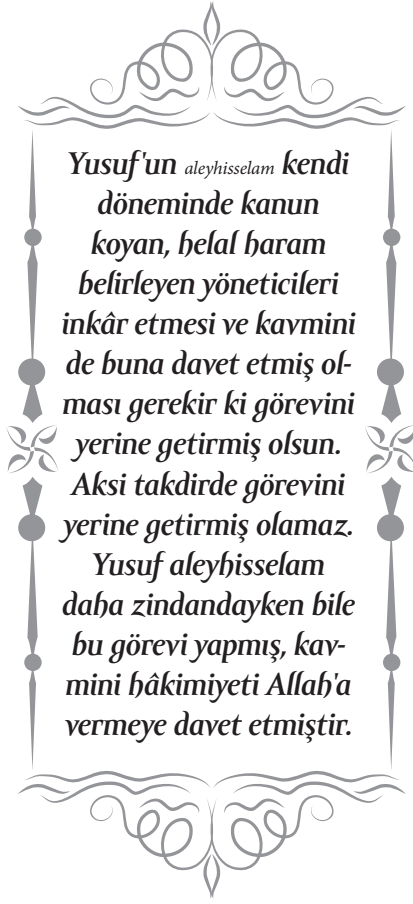 Yusuf'un aleyhisselam kendi
döneminde kanun
koyan, helal haram
belirleyen yöneticileri
inkâr etmesi ve kavmini
de buna davet etmiş ol-
ması gerekir ki görevini
yerine getirmiş olsun.
Aksi takdirde görevini
yerine getirmiş olamaz.
Yusuf aleyhisselam
daha zindandayken bile
bu görevi yapmış, kav-
mini hâkimiyeti Allah'a
vermeye davet etmiştir.